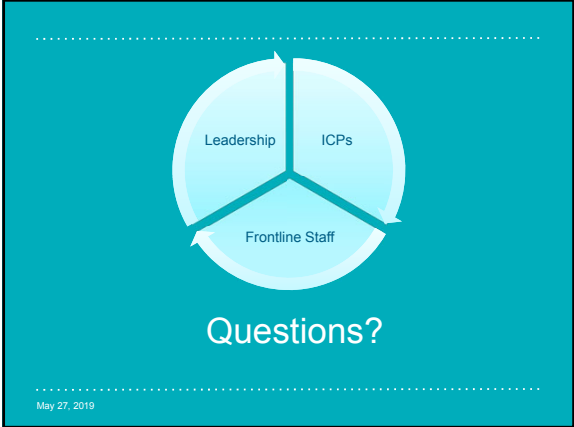 Leadership
ICPs
Frontline Staff
Questions?
May 27, 2019